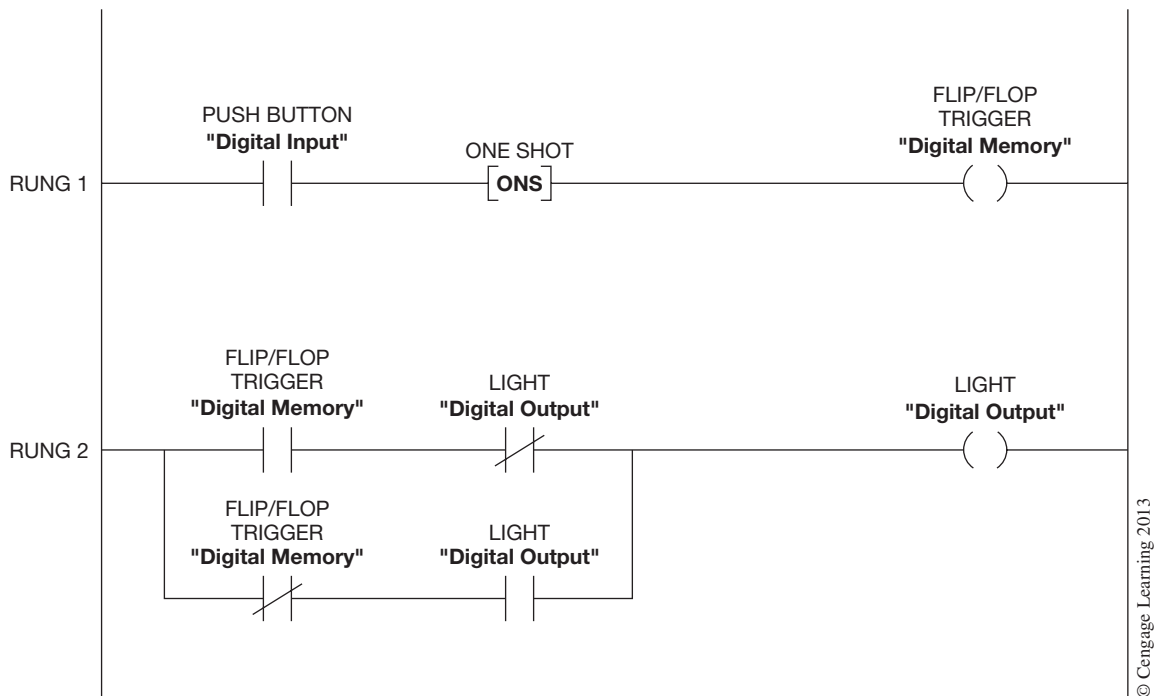 PUSH BUTTON
"Digital Input"
ONE SHOT
FLIP/FLOP
TRIGGER
"Digital Memory"
RUNG 1
ONS
FLIP/FLOP
TRIGGER
"Digital Memory"
LIGHT
"Digital Output"
LIGHT
"Digital Output"
RUNG 2
FLIP/FLOP
TRIGGER
"Digital Memory"
LIGHT
"Digital Output"
© Cengage Learning 2013